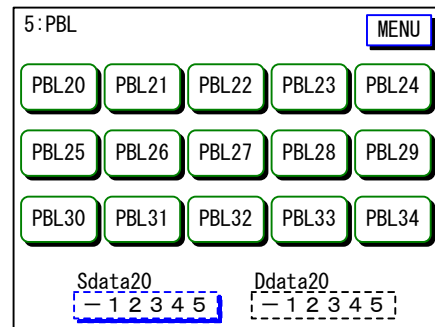 5:PBL MENU
PBL20 PBL21 PBL22 PBL23 PBL24
PBL25 PBL26 PBL27 PBL28 PBL29
PBL30 PBL31 PBL32 PBL33 PBL34
Sdata20 Ddata20
－１２３４５ －１２３４５